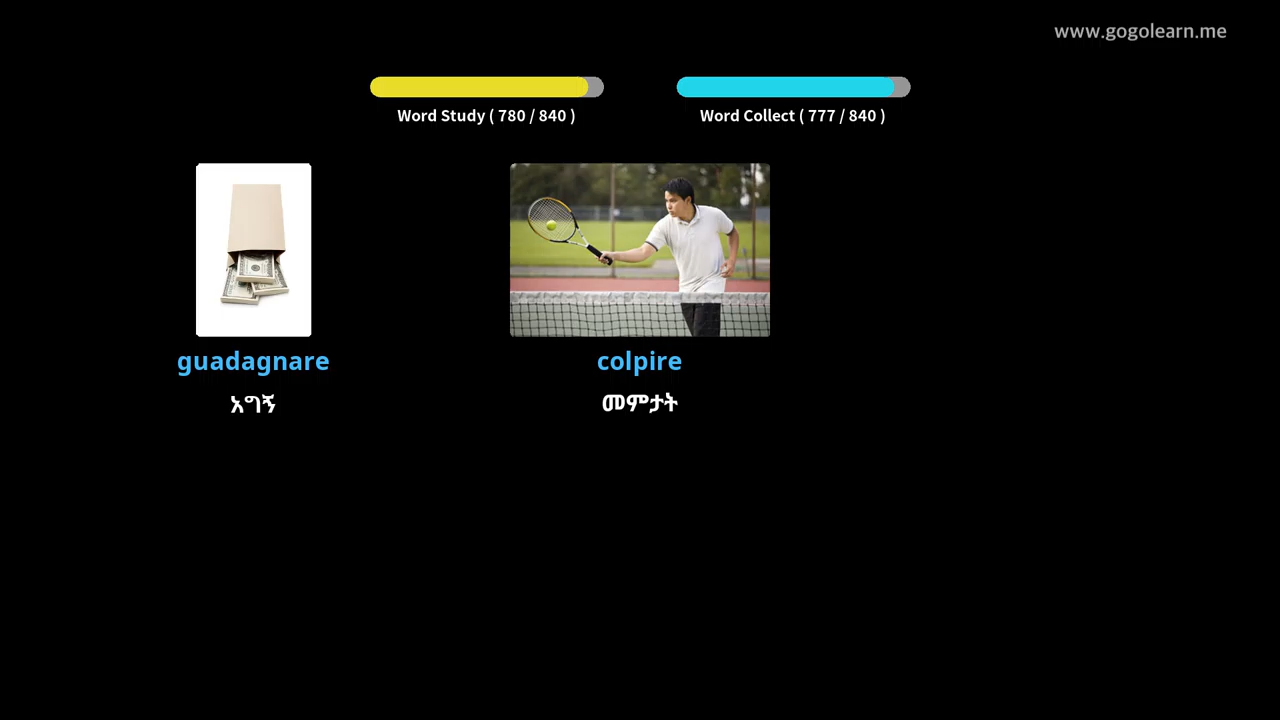 www.gogolearn.me
Word Study ( 780 / 840 )
Word Collect ( 777 / 840 )
guadagnare
colpire
አግኝ
መምታት